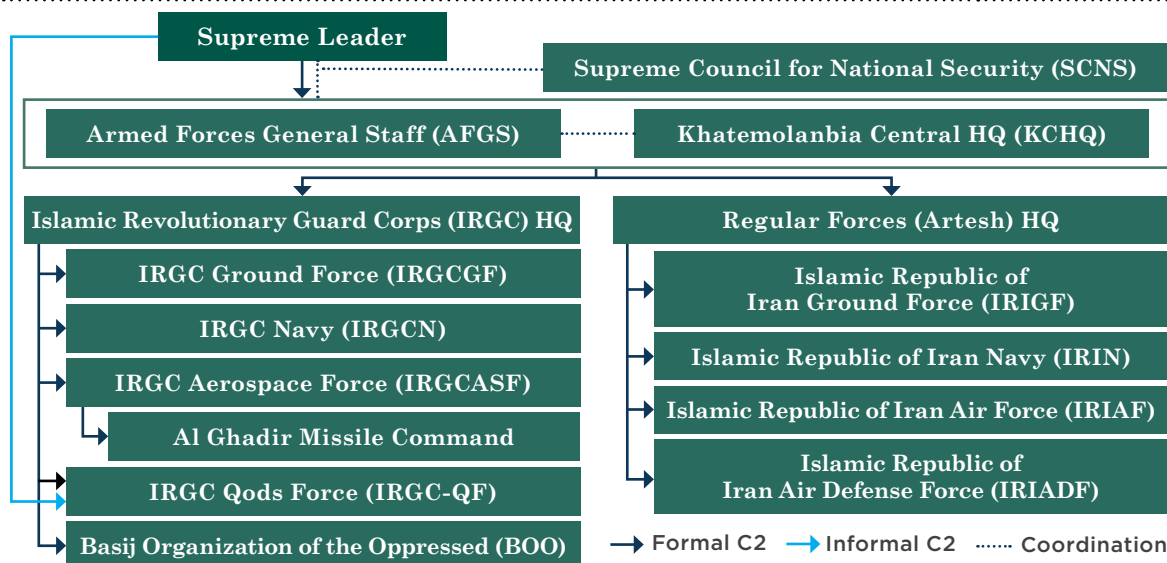 Supreme Leader
Supreme Council for National Security (SCNS)
Armed Forces General Staff (AFGS)
Khatemolanbia Central HQ (KCHQ)
Islamic Revolutionary Guard Corps (IRGC) HQ
IRGC Ground Force (IRGCGF)
IRGC Navy (IRGCN)
IRGC Aerospace Force (IRGCASF)
Al Ghadir Missile Command
IRGC Qods Force (IRGC-QF)
Basij Organization of the Oppressed (BOO)
Regular Forces (Artesh) HQ
Islamic Republic of
Iran Ground Force (IRIGF)
Islamic Republic of Iran Navy (IRIN)
Islamic Republic of Iran Air Force (IRIAF)
Islamic Republic of
Iran Air Defense Force (IRIADF)
Formal C2 Informal C2 Coordination